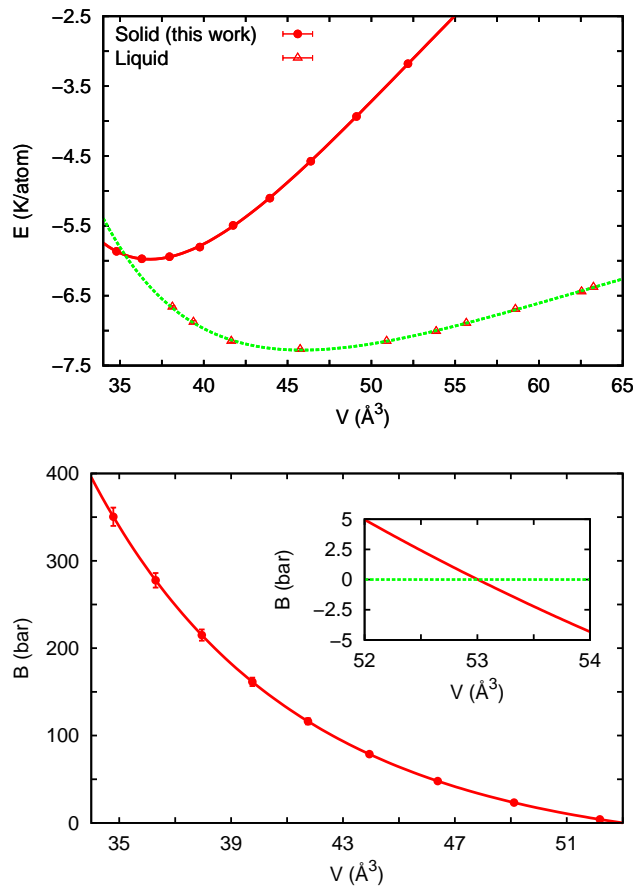 −2.5
Solid (this work)
Liquid
−3.5
−4.5
−5.5
−6.5
−7.5
E (K/atom)
35 40 45 50 55 60 65
V (Å³)
400
300
200
100
0
B (bar)
35 39 43 47 51
V (Å³)
5
2.5
0
−2.5
−5
B (bar)
52 53 54
V (Å³)